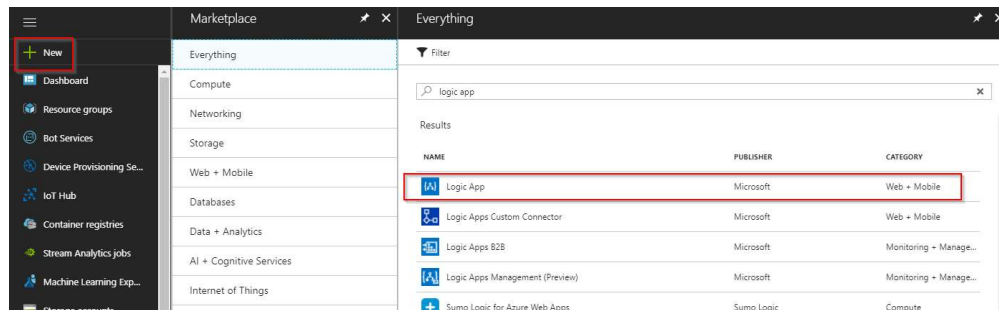 New
Dashboard
Resource groups
Bot Services
Device Provisioning Se...
IoT Hub
Container registries
Stream Analytics jobs
Machine Learning Exp...
Storage accounts
Marketplace
Everything
Compute
Networking
Storage
Web + Mobile
Databases
Data + Analytics
AI + Cognitive Services
Internet of Things
Everything
Filter
logic app
Results
NAME PUBLISHER CATEGORY
Logic App Microsoft Web + Mobile
Logic Apps Custom Connector Microsoft Web + Mobile
Logic Apps B2B Microsoft Monitoring + Manage...
Logic Apps Management (Preview) Microsoft Monitoring + Manage...
Sumo Logic for Azure Web Apps Sumo Logic Compute